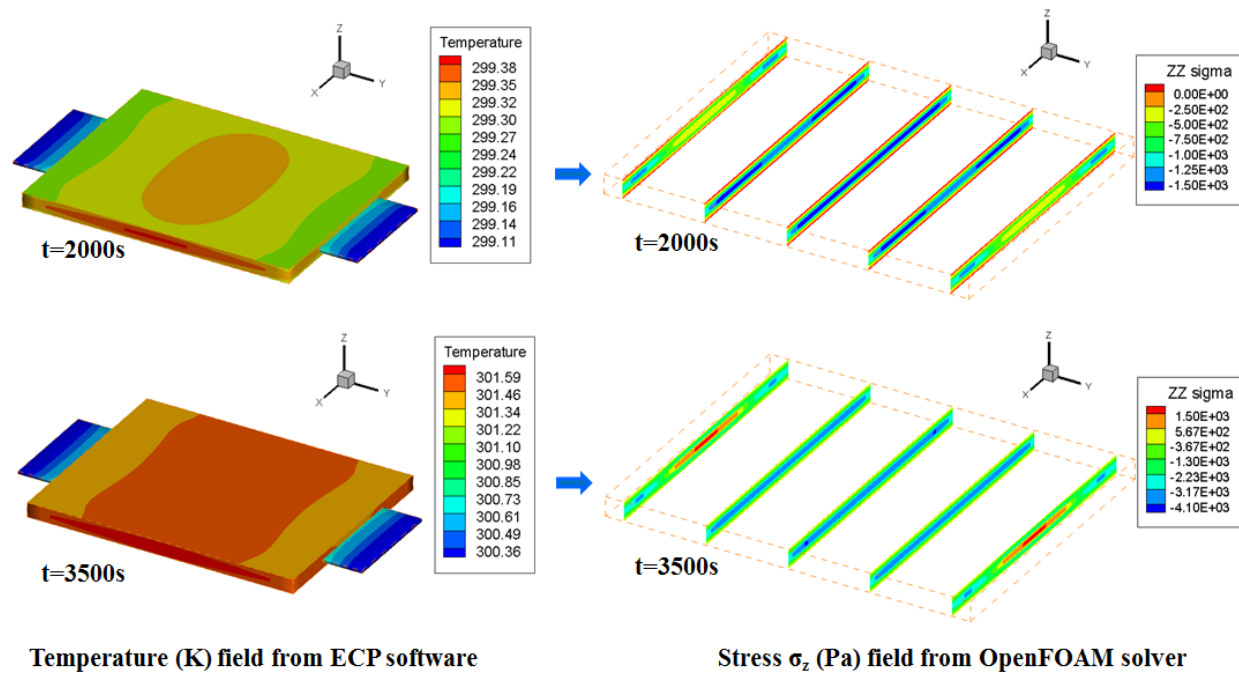 Z
X
Y
Temperature
299.38
299.35
299.32
299.30
299.27
299.24
299.22
299.19
299.16
299.14
299.11
t=2000s
Z
X
Y
ZZ sigma
0.00E+00
-2.50E+02
-5.00E+02
-7.50E+02
-1.00E+03
-1.25E+03
-1.50E+03
t=2000s
Z
X
Y
Temperature
301.59
301.46
301.34
301.22
301.10
300.98
300.85
300.73
300.61
300.49
300.36
t=3500s
Z
X
Y
ZZ sigma
1.50E+03
5.67E+02
-3.67E+02
-1.30E+03
-2.23E+03
-3.17E+03
-4.10E+03
t=3500s
Temperature (K) field from ECP software
Stress σz (Pa) field from OpenFOAM solver